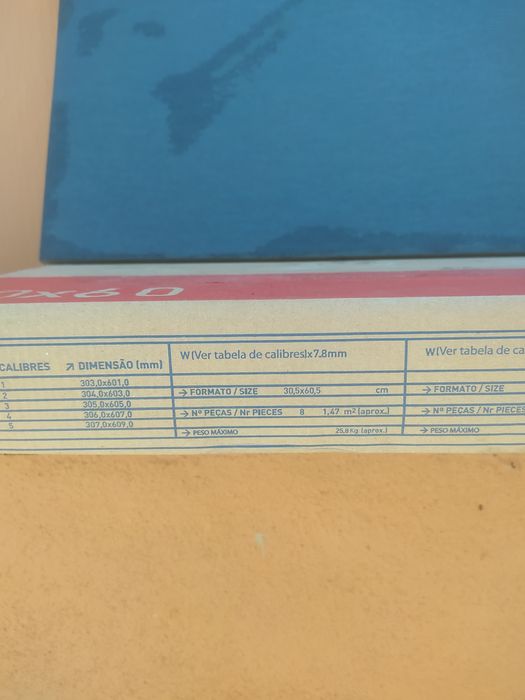 x60
CALIBRES ↗ DIMENSÃO (mm)
1 303,0x601,0
2 304,0x603,0
3 305,0x605,0
4 306,0x607,0
5 307,0x609,0
W(Ver tabela de calibres)x7.8mm
→ FORMATO / SIZE 30,5x60,5 cm
→ Nº PEÇAS / Nr PIECES 8 1,47 m² (aprox.)
→ PESO MÁXIMO 25,8 Kg (aprox.)
W(Ver tabela de ca
→ FORMATO / SIZE
→ Nº PEÇAS / Nr PIECES
→ PESO MÁXIMO